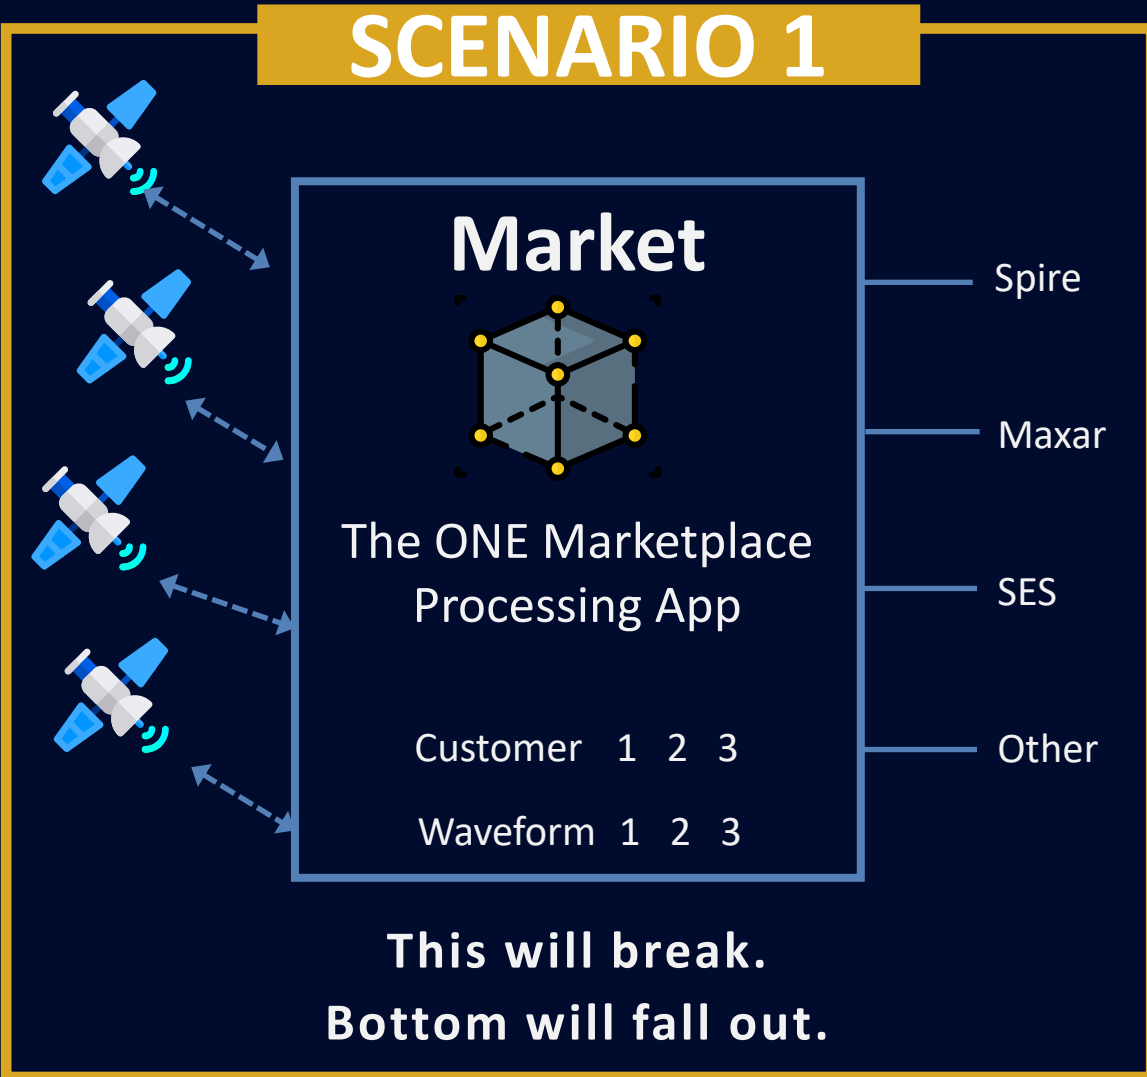 SCENARIO 1
Market
The ONE Marketplace
Processing App
Customer 1 2 3
Waveform 1 2 3
Spire
Maxar
SES
Other
This will break.
Bottom will fall out.